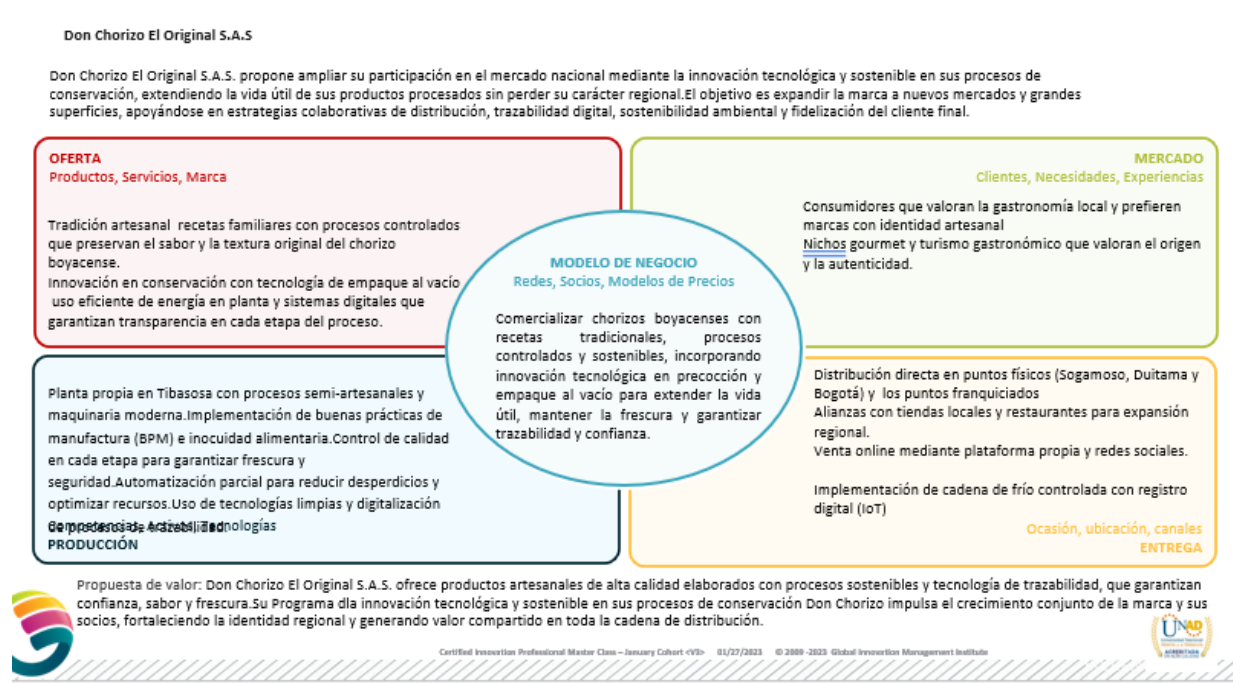 Don Chorizo El Original S.A.S
Don Chorizo El Original S.A.S. propone ampliar su participación en el mercado nacional mediante la innovación tecnológica y sostenible en sus procesos de
conservación, extendiendo la vida útil de sus productos procesados sin perder su carácter regional.El objetivo es expandir la marca a nuevos mercados y grandes
superficies, apoyándose en estrategias colaborativas de distribución, trazabilidad digital, sostenibilidad ambiental y fidelización del cliente final.
OFERTA
Productos, Servicios, Marca
Tradición artesanal recetas familiares con procesos controlados
que preservan el sabor y la textura original del chorizo
boyacense.
Innovación en conservación con tecnología de empaque al vacío
uso eficiente de energía en planta y sistemas digitales que
garantizan transparencia en cada etapa del proceso.
MERCADO
Clientes, Necesidades, Experiencias
Consumidores que valoran la gastronomía local y prefieren
marcas con identidad artesanal
Nichos gourmet y turismo gastronómico que valoran el origen
y la autenticidad.
MODELO DE NEGOCIO
Redes, Socios, Modelos de Precios
Comercializar chorizos boyacenses con
recetas tradicionales, procesos
controlados y sostenibles, incorporando
innovación tecnológica en precocción y
empaque al vacío para extender la vida
útil, mantener la frescura y garantizar
trazabilidad y confianza.
Planta propia en Tibasosa con procesos semi-artesanales y
maquinaria moderna.Implementación de buenas prácticas de
manufactura (BPM) e inocuidad alimentaria.Control de calidad
en cada etapa para garantizar frescura y
seguridad.Automatización parcial para reducir desperdicios y
optimizar recursos.Uso de tecnologías limpias y digitalización
de procesos de trazabilidad.
Competencias, Activos, Tecnologías
PRODUCCIÓN
Distribución directa en puntos físicos (Sogamoso, Duitama y
Bogotá) y los puntos franquiciados
Alianzas con tiendas locales y restaurantes para expansión
regional.
Venta online mediante plataforma propia y redes sociales.
Implementación de cadena de frío controlada con registro
digital (IoT)
Ocasión, ubicación, canales
ENTREGA
Propuesta de valor: Don Chorizo El Original S.A.S. ofrece productos artesanales de alta calidad elaborados con procesos sostenibles y tecnología de trazabilidad, que garantizan
confianza, sabor y frescura.Su Programa dla innovación tecnológica y sostenible en sus procesos de conservación Don Chorizo impulsa el crecimiento conjunto de la marca y sus
socios, fortaleciendo la identidad regional y generando valor compartido en toda la cadena de distribución.
Certified Innovation Professional Master Class – January Cohort <V3> 01/27/2023 © 2009 -2023 Global Innovation Management Institute
UNAD